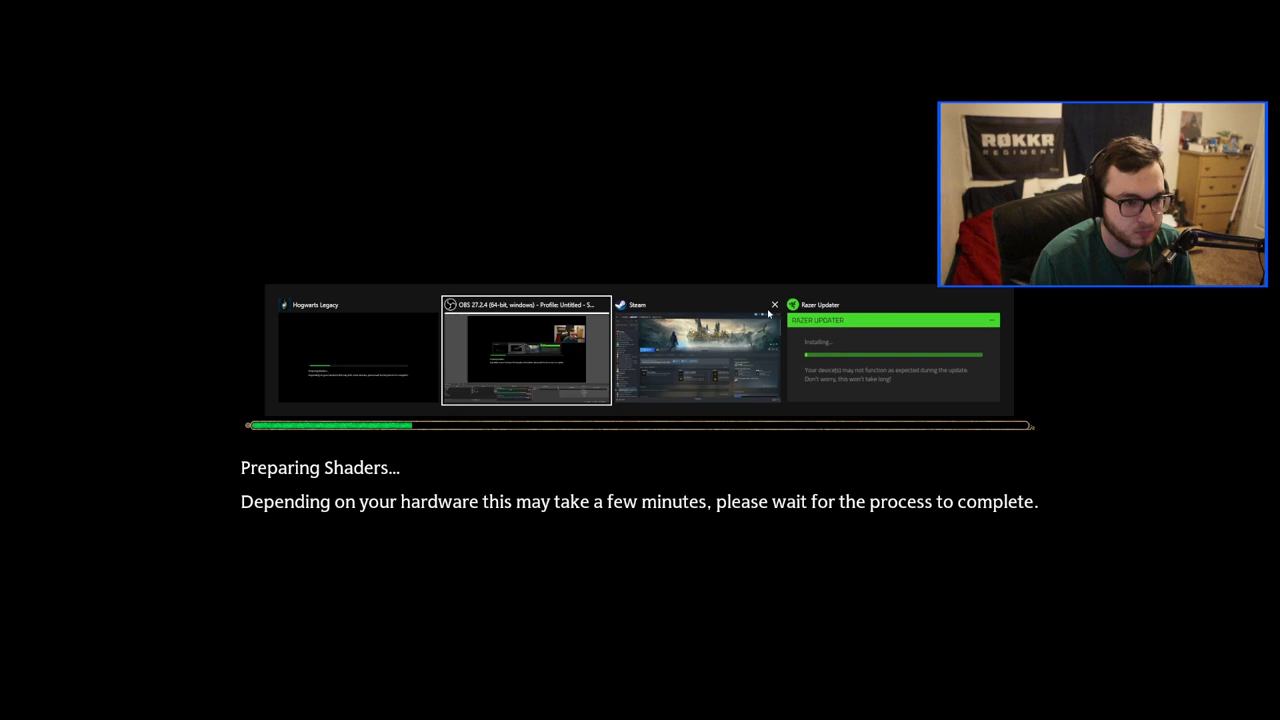 RØKKR
REGIMENT
Hogwarts Legacy
OBS 27.2.4 (64-bit, windows) - Profile: Untitled - S...
Steam
Razer Updater
RAZER UPDATER
Installing...
Your device(s) may not function as expected during the update.
Don't worry, this won't take long!
Preparing Shaders...
Depending on your hardware this may take a few minutes, please wait for the process to complete.